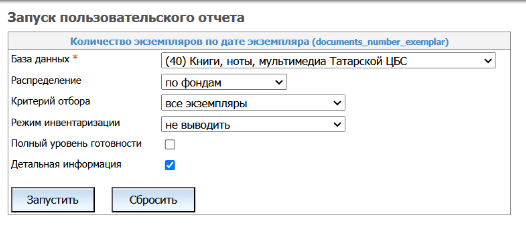 Запуск пользовательского отчета
Количество экземпляров по дате экземпляра (documents_number_exemplar)
База данных * (40) Книги, ноты, мультимедиа Татарской ЦБС
Распределение по фондам
Критерий отбора все экземпляры
Режим инвентаризации не выводить
Полный уровень готовности
Детальная информация
Запустить Сбросить